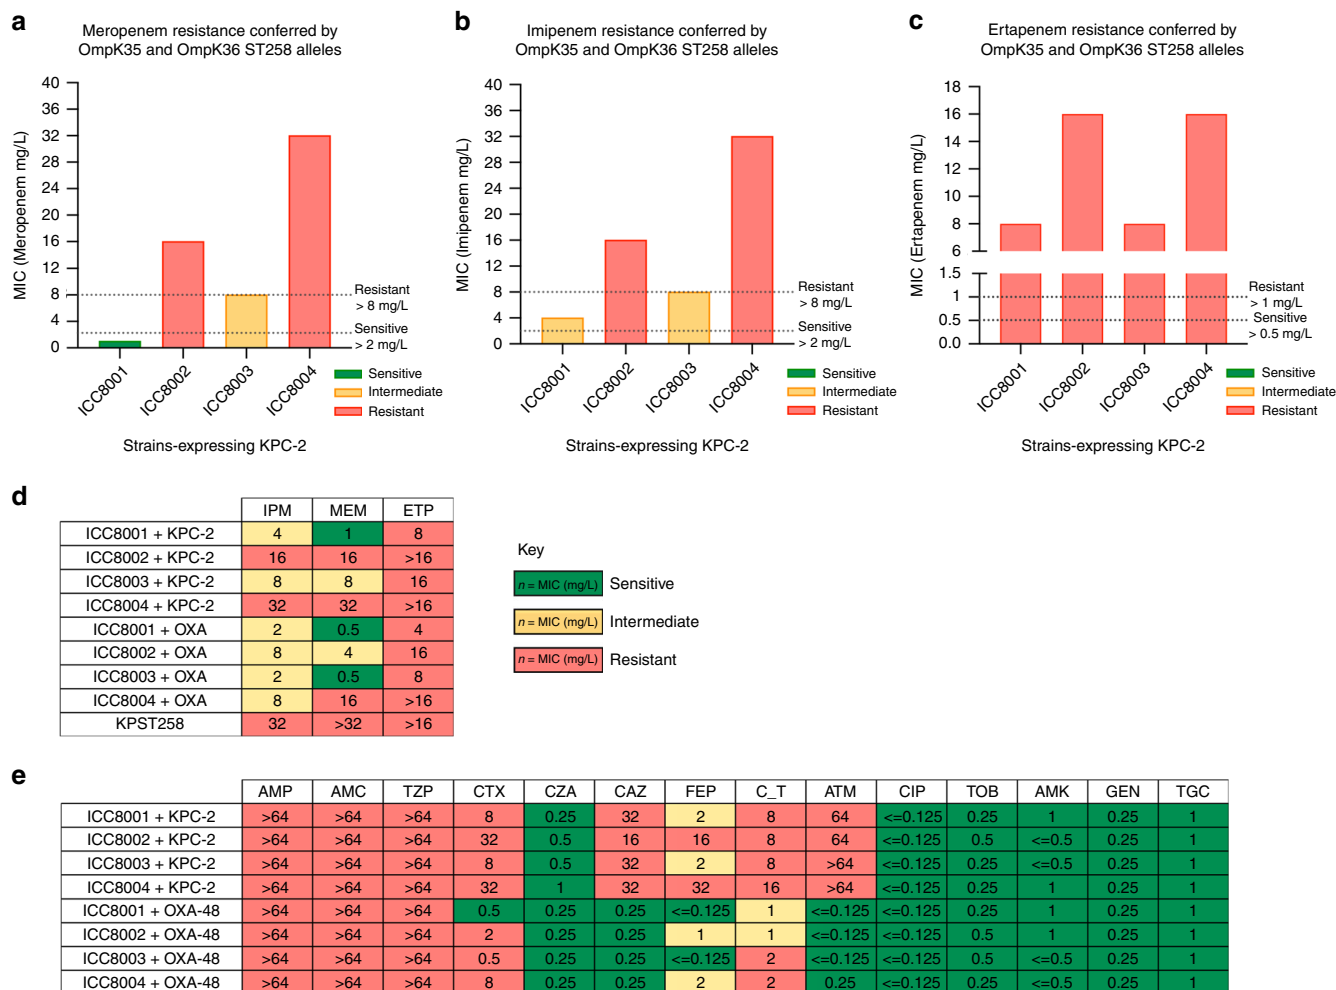 a
Meropenem resistance conferred by
OmpK35 and OmpK36 ST258 alleles
MIC (Meropenem mg/L)
40
36
32
28
24
20
16
12
8
4
0
Resistant
> 8 mg/L
Sensitive
> 2 mg/L
ICC8001
ICC8002
ICC8003
ICC8004
Sensitive
Intermediate
Resistant
Strains-expressing KPC-2
b
Imipenem resistance conferred by
OmpK35 and OmpK36 ST258 alleles
MIC (Imipenem mg/L)
40
36
32
28
24
20
16
12
8
4
0
Resistant
> 8 mg/L
Sensitive
> 2 mg/L
ICC8001
ICC8002
ICC8003
ICC8004
Sensitive
Intermediate
Resistant
Strains-expressing KPC-2
c
Ertapenem resistance conferred by
OmpK35 and OmpK36 ST258 alleles
MIC (Ertapenem mg/L)
18
16
14
12
10
8
6
1.5
1
0.5
0.0
Resistant
> 1 mg/L
Sensitive
> 0.5 mg/L
ICC8001
ICC8002
ICC8003
ICC8004
Sensitive
Intermediate
Resistant
Strains-expressing KPC-2
d
IPM MEM ETP
ICC8001 + KPC-2 4 1 8
ICC8002 + KPC-2 16 16 >16
ICC8003 + KPC-2 8 8 16
ICC8004 + KPC-2 32 32 >16
ICC8001 + OXA 2 0.5 4
ICC8002 + OXA 8 4 16
ICC8003 + OXA 2 0.5 8
ICC8004 + OXA 8 16 >16
KPST258 32 >32 >16
Key
n = MIC (mg/L) Sensitive
n = MIC (mg/L) Intermediate
n = MIC (mg/L) Resistant
e
AMP AMC TZP CTX CZA CAZ FEP C_T ATM CIP TOB AMK GEN TGC
ICC8001 + KPC-2 >64 >64 >64 8 0.25 32 2 8 64 <=0.125 0.25 1 0.25 1
ICC8002 + KPC-2 >64 >64 >64 32 0.5 16 16 8 64 <=0.125 0.5 <=0.5 0.25 1
ICC8003 + KPC-2 >64 >64 >64 8 0.5 32 2 8 >64 <=0.125 0.25 <=0.5 0.25 1
ICC8004 + KPC-2 >64 >64 >64 32 1 32 32 16 >64 <=0.125 0.25 1 0.25 1
ICC8001 + OXA-48 >64 >64 >64 0.5 0.25 0.25 <=0.125 1 <=0.125 <=0.125 0.25 1 0.25 1
ICC8002 + OXA-48 >64 >64 >64 2 0.25 0.25 1 1 <=0.125 <=0.125 0.5 1 0.25 1
ICC8003 + OXA-48 >64 >64 >64 0.5 0.25 0.25 <=0.125 2 <=0.125 <=0.125 0.5 <=0.5 0.25 1
ICC8004 + OXA-48 >64 >64 >64 8 0.25 0.25 2 2 0.25 <=0.125 0.25 <=0.5 0.25 1